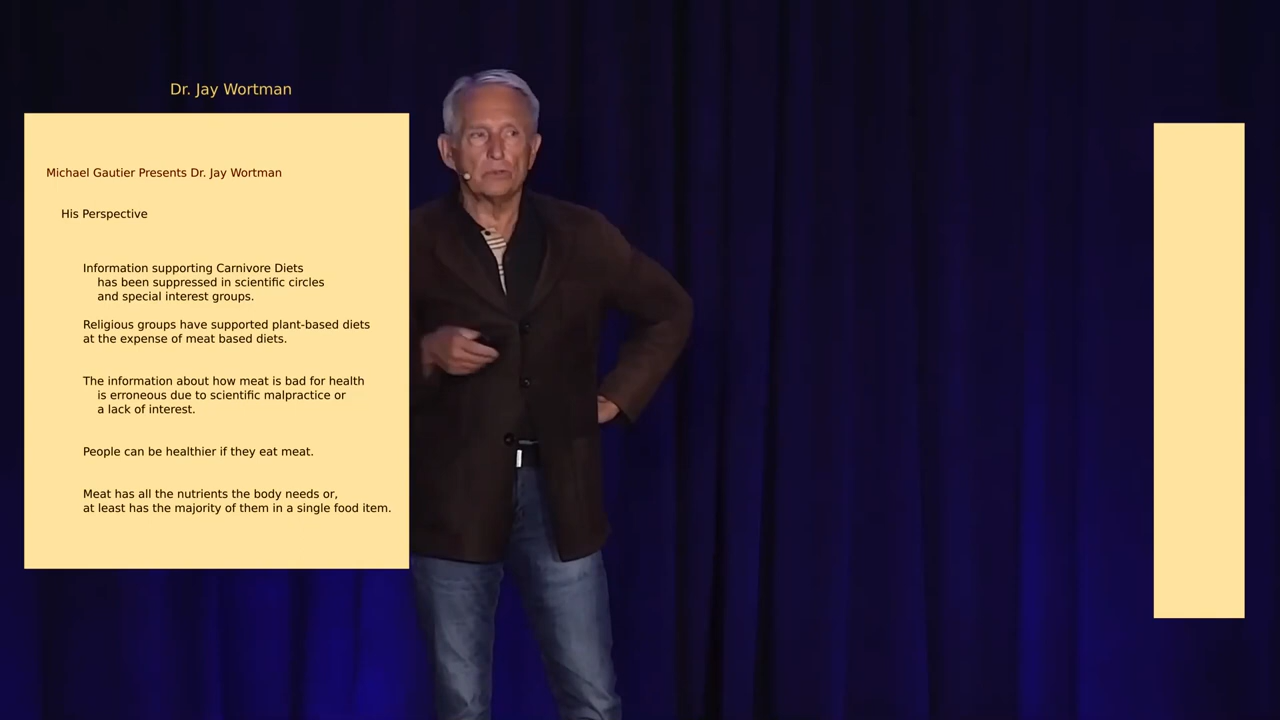 Dr. Jay Wortman
Michael Gautier Presents Dr. Jay Wortman
His Perspective
Information supporting Carnivore Diets
has been suppressed in scientific circles
and special interest groups.
Religious groups have supported plant-based diets
at the expense of meat based diets.
The information about how meat is bad for health
is erroneous due to scientific malpractice or
a lack of interest.
People can be healthier if they eat meat.
Meat has all the nutrients the body needs or,
at least has the majority of them in a single food item.